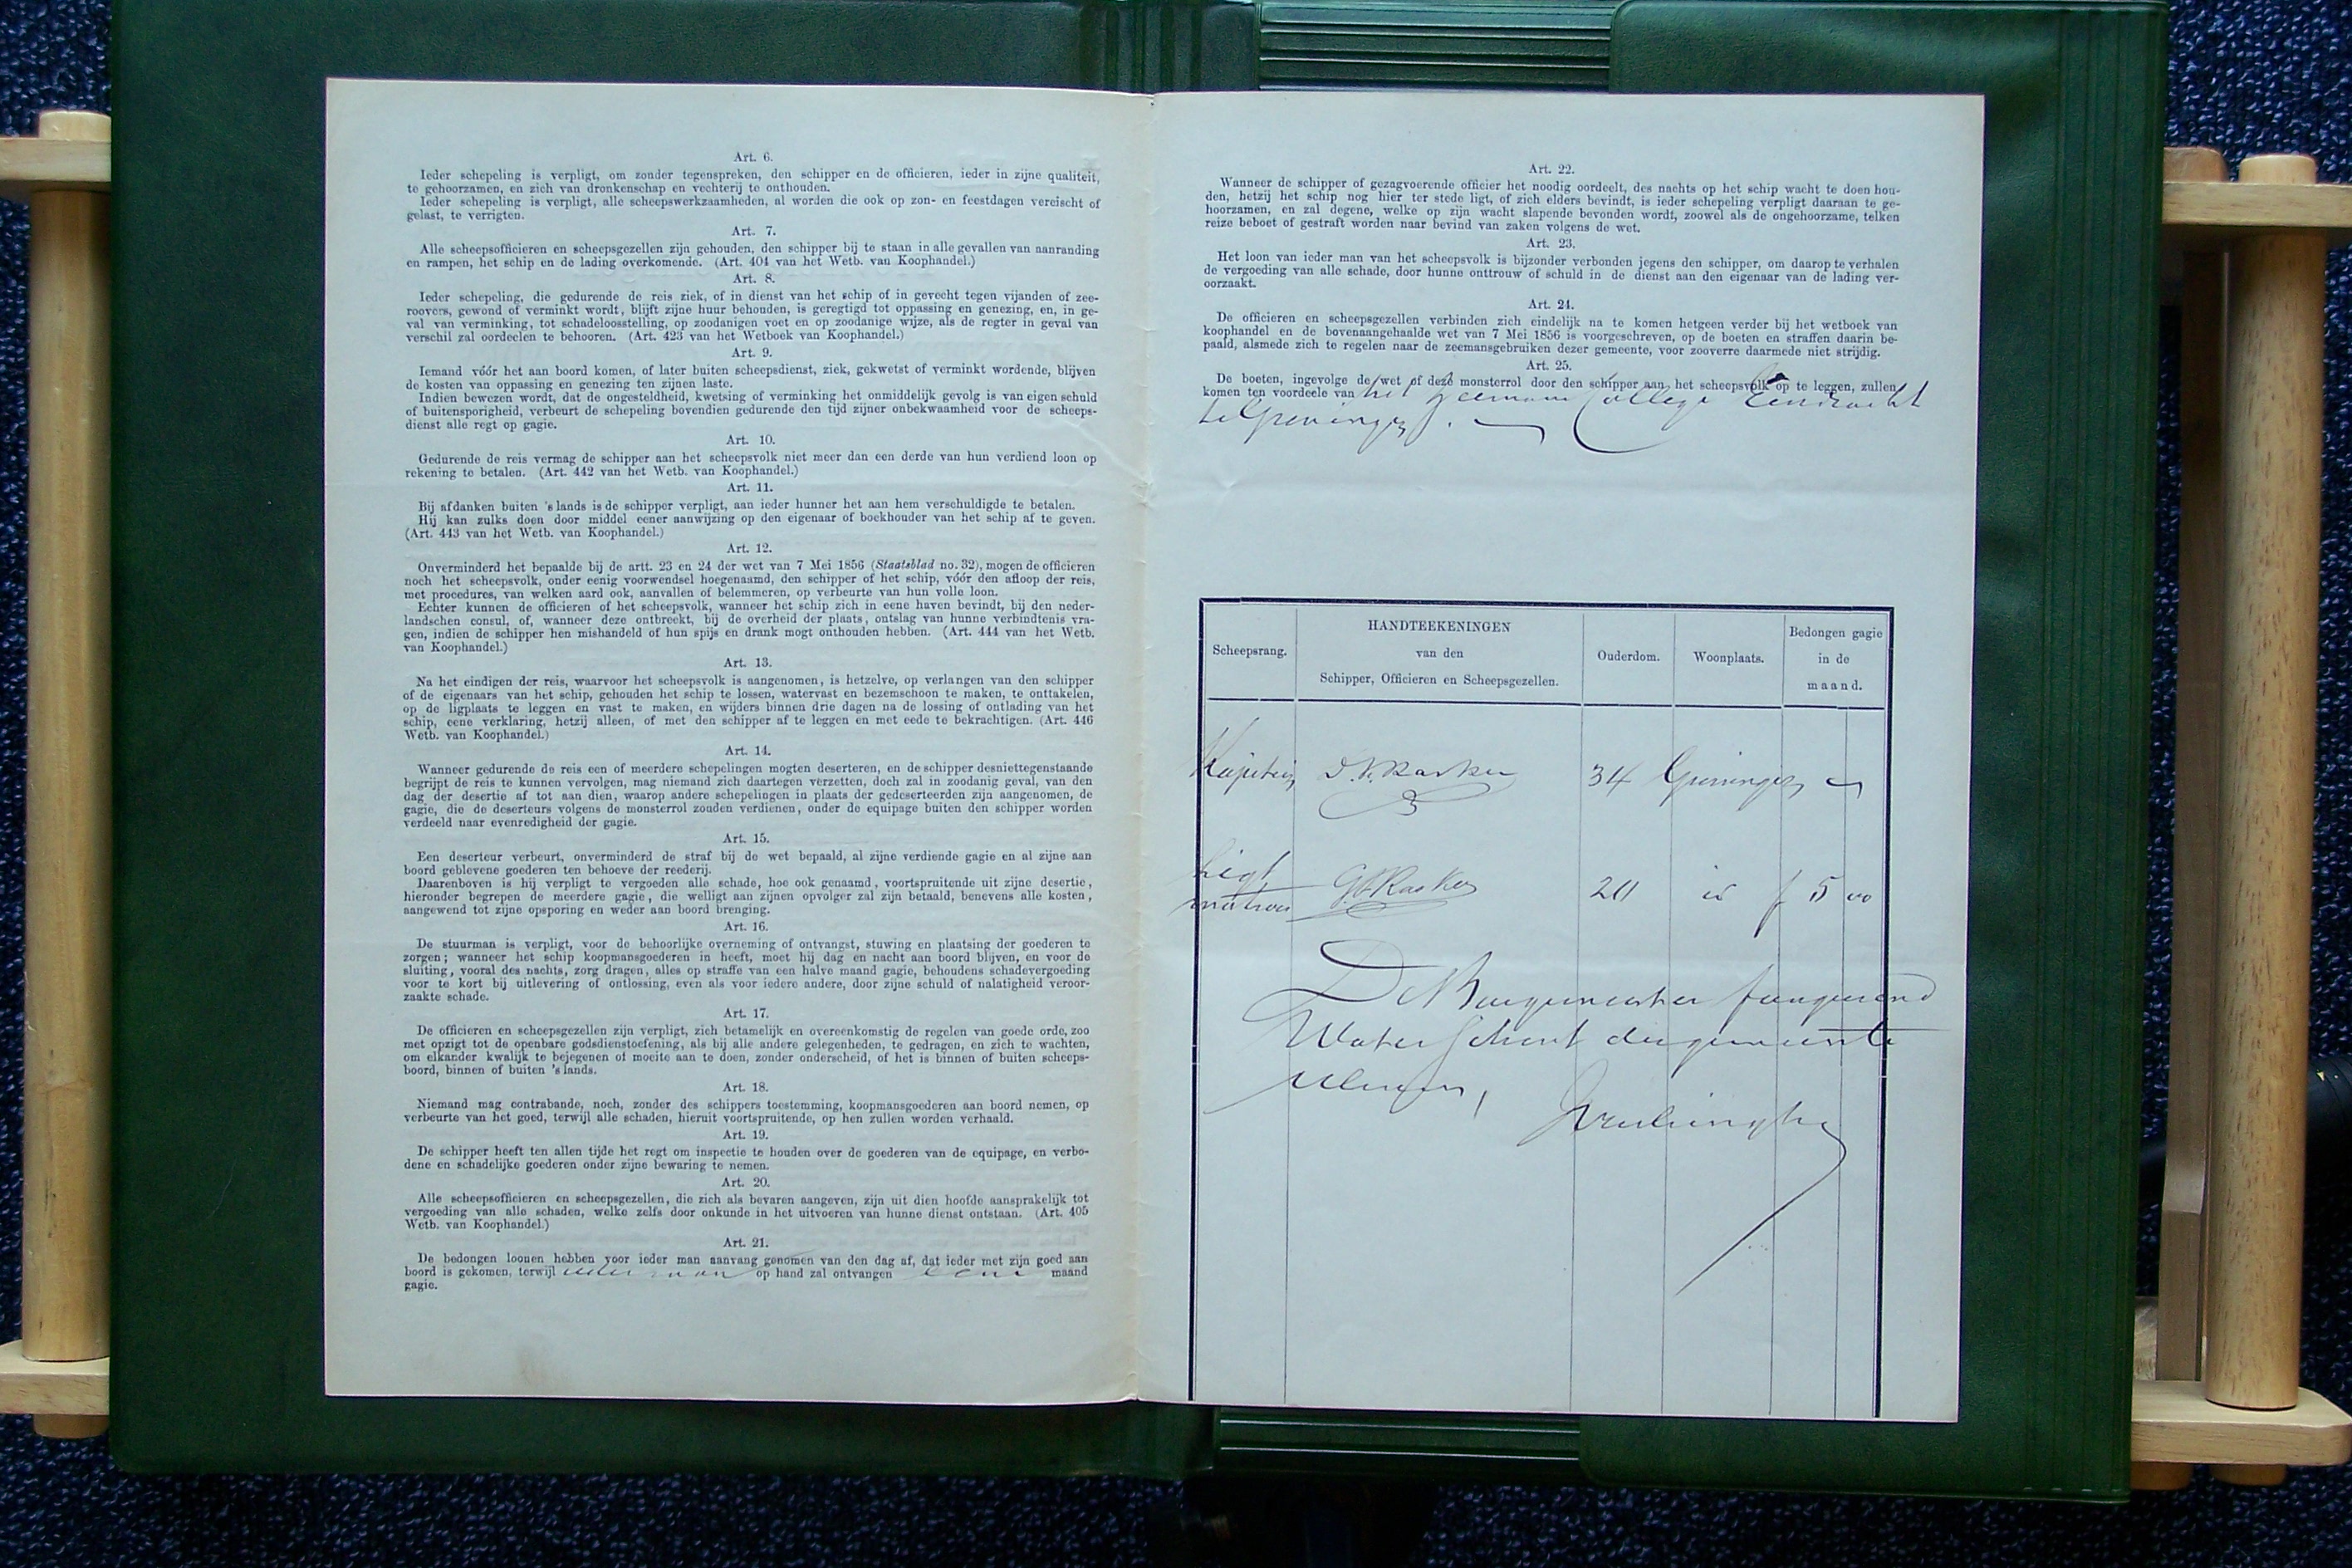 Art. 6.
Ieder schepeling is verpligt, om zonder tegenspreken, den schipper en de officieren, ieder in zijne qualiteit,
te gehoorzamen, en zich van dronkenschap en vechterij te onthouden.
Ieder schepeling is verpligt, alle scheepswerkzaamheden, al worden die ook op zon- en feestdagen vereischt of
gelast, te verrigten.
Art. 7.
Alle scheepsofficieren en scheepsgezellen zijn gehouden, den schipper bij te staan in alle gevallen van aanranding
en rampen, het schip en de lading overkomende. (Art. 404 van het Wetb. van Koophandel.)
Art. 8.
Ieder schepeling, die gedurende de reis ziek, of in dienst van het schip of in gevecht tegen vijanden of zee-
roovers, gewond of verminkt wordt, blijft zijne huur behouden, is geregtigd tot oppassing en genezing, en, in ge-
val van verminking, tot schadeloosstelling, op zoodanigen voet en op zoodanige wijze, als de regter in geval van
verschil zal oordeelen te behooren. (Art. 423 van het Wetboek van Koophandel.)
Art. 9.
Iemand vóór het aan boord komen, of later buiten scheepsdienst, ziek, gekwetst of verminkt wordende, blijven
de kosten van oppassing en genezing ten zijnen laste.
Indien bewezen wordt, dat de ongesteldheid, kwetsing of verminking het onmiddelijk gevolg is van eigen schuld
of buitensporigheid, verbeurt de schepeling bovendien gedurende den tijd zijner onbekwaamheid voor de scheeps-
dienst alle regt op gagie.
Art. 10.
Gedurende de reis vermag de schipper aan het scheepsvolk niet meer dan een derde van hun verdiend loon op
rekening te betalen. (Art. 442 van het Wetb. van Koophandel.)
Art. 11.
Bij afdanken buiten 's lands is de schipper verpligt, aan ieder hunner het aan hem verschuldigde te betalen.
Hij kan zulks doen door middel eener aanwijzing op den eigenaar of boekhouder van het schip af te geven.
(Art. 443 van het Wetb. van Koophandel.)
Art. 12.
Onverminderd het bepaalde bij de artt. 23 en 24 der wet van 7 Mei 1856 (Staatsblad no. 32), mogen de officieren
noch het scheepsvolk, onder eenig voorwendsel hoegenaamd, den schipper of het schip, vóór den afloop der reis,
met procedures, van welken aard ook, aanvallen of belemmeren, op verbeurte van hun volle loon.
Echter kunnen de officieren of het scheepsvolk, wanneer het schip zich in eene haven bevindt, bij den neder-
landschen consul, of, wanneer deze ontbreekt, bij de overheid der plaats, ontslag van hunne verbindtenis vra-
gen, indien de schipper hen mishandeld of hun spijs en drank mogt onthouden hebben. (Art. 444 van het Wetb.
van Koophandel.)
Art. 13.
Na het eindigen der reis, waarvoor het scheepsvolk is aangenomen, is hetzelve, op verlangen van den schipper
of de eigenaars van het schip, gehouden het schip te lossen, watervast en bezemschoon te maken, te onttakelen,
op de ligplaats te leggen en vast te maken, en wijders binnen drie dagen na de lossing of ontlading van het
schip, eene verklaring, hetzij alleen, of met den schipper af te leggen en met eede te bekrachtigen. (Art. 446
Wetb. van Koophandel.)
Art. 14.
Wanneer gedurende de reis een of meerdere schepelingen mogten deserteren, en de schipper desniettegenstaande
begrijpt de reis te kunnen vervolgen, mag niemand zich daartegen verzetten, doch zal in zoodanig geval, van den
dag der desertie af tot aan dien, waarop andere schepelingen in plaats der gedeserteerden zijn aangenomen, de
gagie, die de deserteurs volgens de monsterrol zouden verdienen, onder de equipage buiten den schipper worden
verdeeld naar evenredigheid der gagie.
Art. 15.
Een deserteur verbeurt, onverminderd de straf bij de wet bepaald, al zijne verdiende gagie en al zijne aan
boord geblevene goederen ten behoeve der reederij.
Daarenboven is hij verpligt te vergoeden alle schade, hoe ook genaamd, voortspruitende uit zijne desertie,
hieronder begrepen de meerdere gagie, die welligt aan zijnen opvolger zal zijn betaald, benevens alle kosten,
aangewend tot zijne opsporing en weder aan boord brenging.
Art. 16.
De stuurman is verpligt, voor de behoorlijke overneming of ontvangst, stuwing en plaatsing der goederen te
zorgen; wanneer het schip koopmansgoederen in heeft, moet hij dag en nacht aan boord blijven, en voor de
sluiting, vooral des nachts, zorg dragen, alles op straffe van een halve maand gagie, behoudens schadevergoeding
voor te kort bij uitlevering of ontlossing, even als voor iedere andere, door zijne schuld of nalatigheid veroor-
zaakte schade.
Art. 17.
De officieren en scheepsgezellen zijn verpligt, zich betamelijk en overeenkomstig de regelen van goede orde, zoo
met opzigt tot de openbare godsdienstoefening, als bij alle andere gelegenheden, te gedragen, en zich te wachten,
om elkander kwalijk te bejegenen of moeite aan te doen, zonder onderscheid, of het is binnen of buiten scheeps-
boord, binnen of buiten 's lands.
Art. 18.
Niemand mag contrabande, noch, zonder des schippers toestemming, koopmansgoederen aan boord nemen, op
verbeurte van het goed, terwijl alle schaden, hieruit voortspruitende, op hen zullen worden verhaald.
Art. 19.
De schipper heeft ten allen tijde het regt om inspectie te houden over de goederen van de equipage, en verbo-
dene en schadelijke goederen onder zijne bewaring te nemen.
Art. 20.
Alle scheepsofficieren en scheepsgezellen, die zich als bevaren aangeven, zijn uit dien hoofde aansprakelijk tot
vergoeding van alle schaden, welke zelfs door onkunde in het uitvoeren van hunne dienst ontstaan. (Art. 405
Wetb. van Koophandel.)
Art. 21.
De bedongen loonen hebben voor ieder man aanvang genomen van den dag af, dat ieder met zijn goed aan
boord is gekomen, terwijl ieder man op hand zal ontvangen eene maand
gagie.
Art. 22.
Wanneer de schipper of gezagvoerende officier het noodig oordeelt, des nachts op het schip wacht te doen hou-
den, hetzij het schip nog hier ter stede ligt, of zich elders bevindt, is ieder schepeling verpligt daaraan te ge-
hoorzamen, en zal degene, welke op zijn wacht slapende bevonden wordt, zoowel als de ongehoorzame, telken
reize beboet of gestraft worden naar bevind van zaken volgens de wet.
Art. 23.
Het loon van ieder man van het scheepsvolk is bijzonder verbonden jegens den schipper, om daarop te verhalen
de vergoeding van alle schade, door hunne onttrouw of schuld in de dienst aan den eigenaar van de lading ver-
oorzaakt.
Art. 24.
De officieren en scheepsgezellen verbinden zich eindelijk na te komen hetgeen verder bij het wetboek van
koophandel en de bovenaangehaalde wet van 7 Mei 1856 is voorgeschreven, op de boeten en straffen daarin be-
paald, alsmede zich te regelen naar de zeemansgebruiken dezer gemeente, voor zooverre daarmede niet strijdig.
Art. 25.
De boeten, ingevolge de wet of deze monsterrol door den schipper aan het scheepsvolk op te leggen, zullen
komen ten voordeele van het Zeemans College Eendracht
te Groningen.
Scheepsrang.
HANDTEEKENINGEN
van den
Schipper, Officieren en Scheepsgezellen.
Ouderdom.
Woonplaats.
Bedongen gagie
in de
maand.
Kapitein 34 Groningen
Ligt
matroos 20 id f 5 00
De Burgemeester fungerend
Waterschout der gemeente